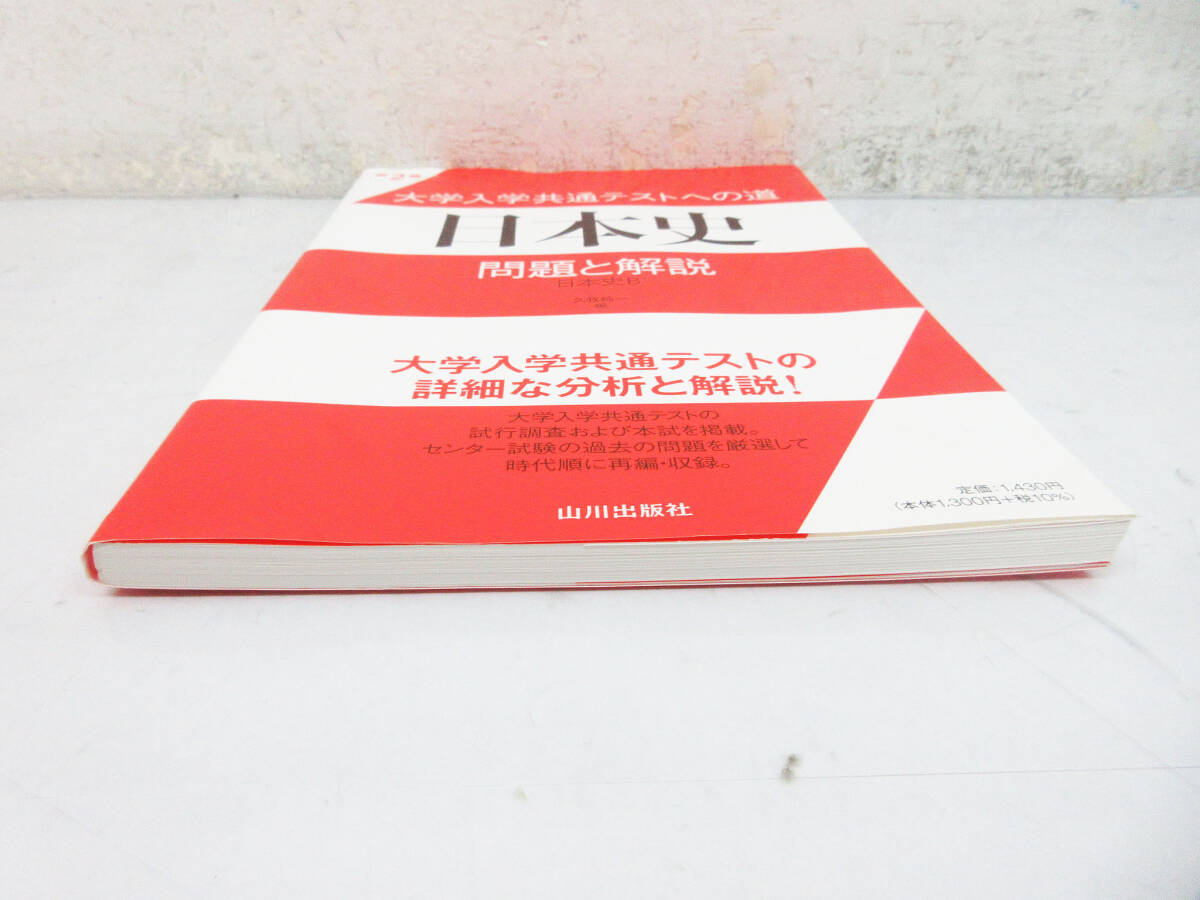 第2版
大学入学共通テストへの道
日本史
問題と解説
日本史B
編
大学入学共通テストの
詳細な分析と解説!
大学入学共通テストの
試行調査および本試を掲載。
センター試験の過去の問題を厳選して
時代順に再編・収録。
山川出版社
定価:1,430円
(本体1,300円+税10%)